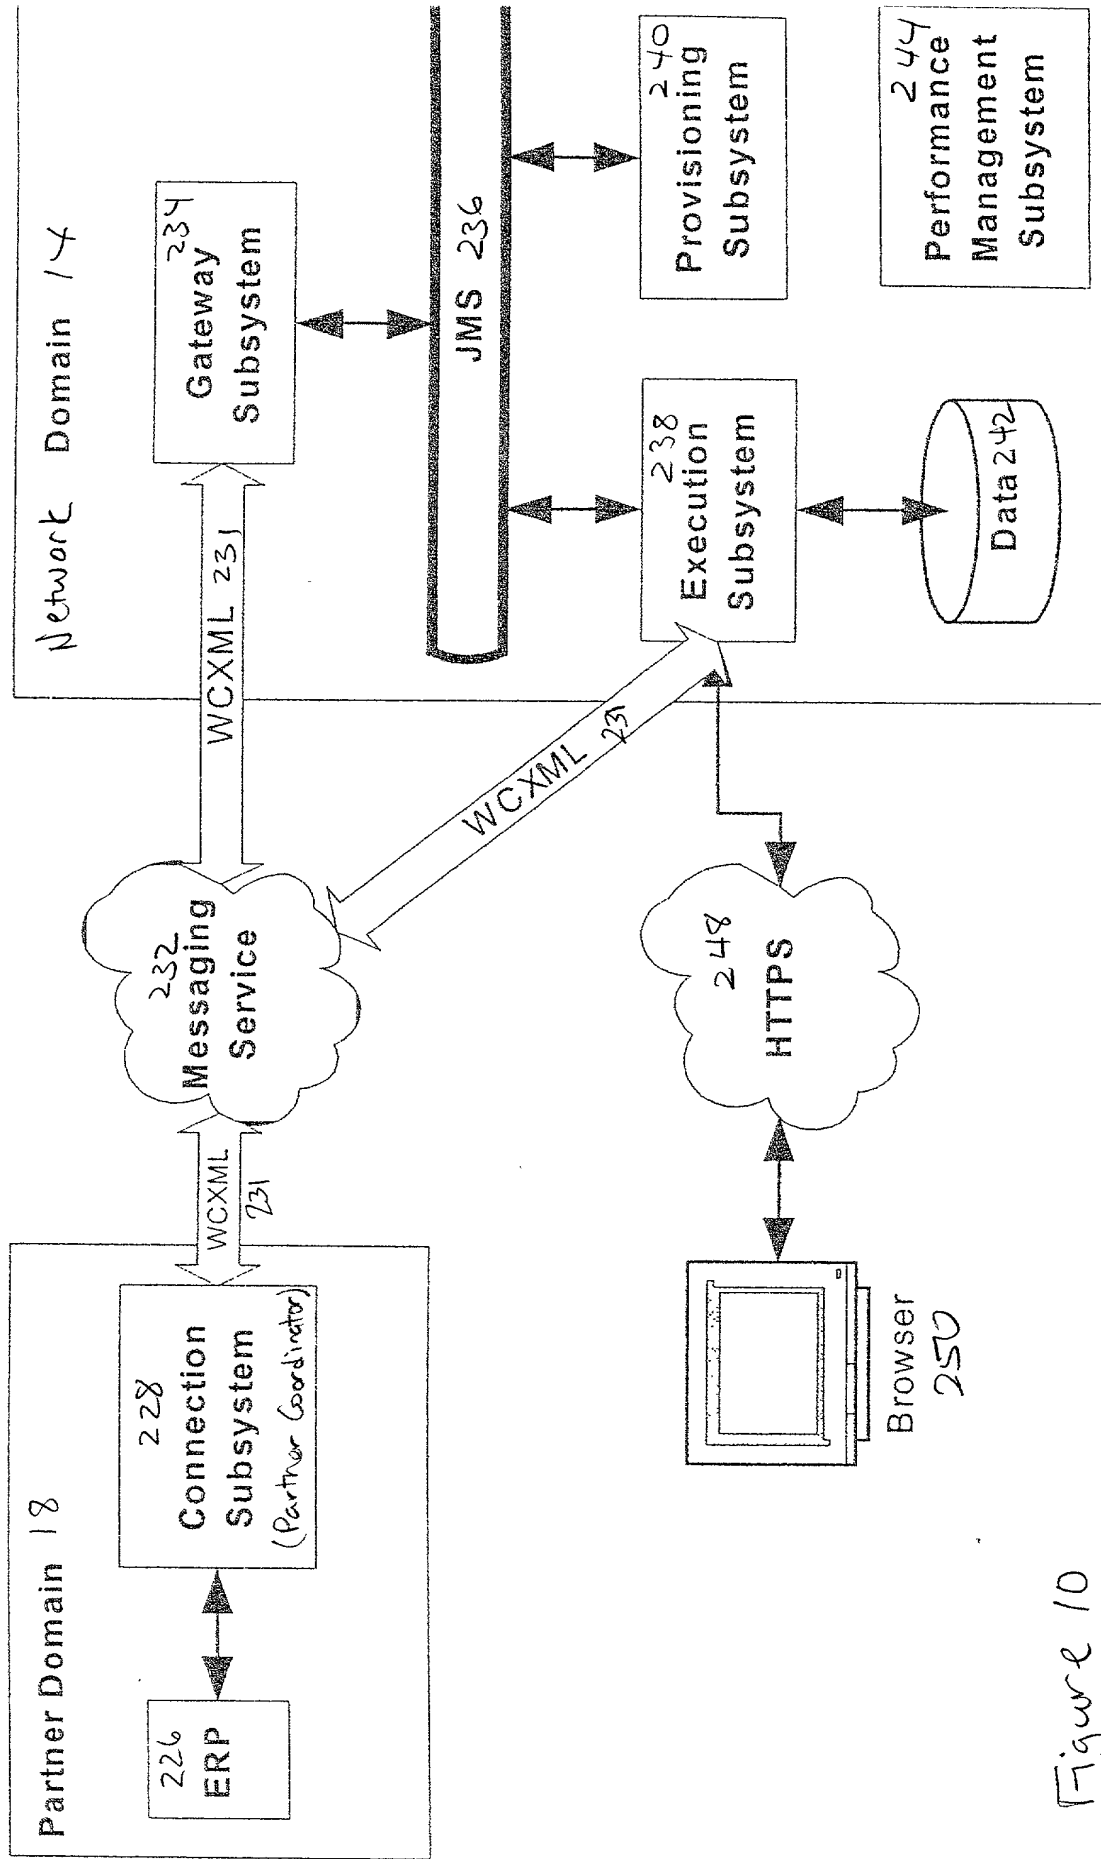 Partner Domain 18
226
ERP
228
Connection
Subsystem
(Partner Coordinator)
WCXML
231
232
Messaging
Service
WCXML 231
WCXML 231
Network Domain 14
234
Gateway
Subsystem
JMS 236
238
Execution
Subsystem
240
Provisioning
Subsystem
Data 242
244
Performance
Management
Subsystem
248
HTTPS
Browser
250
Figure 10